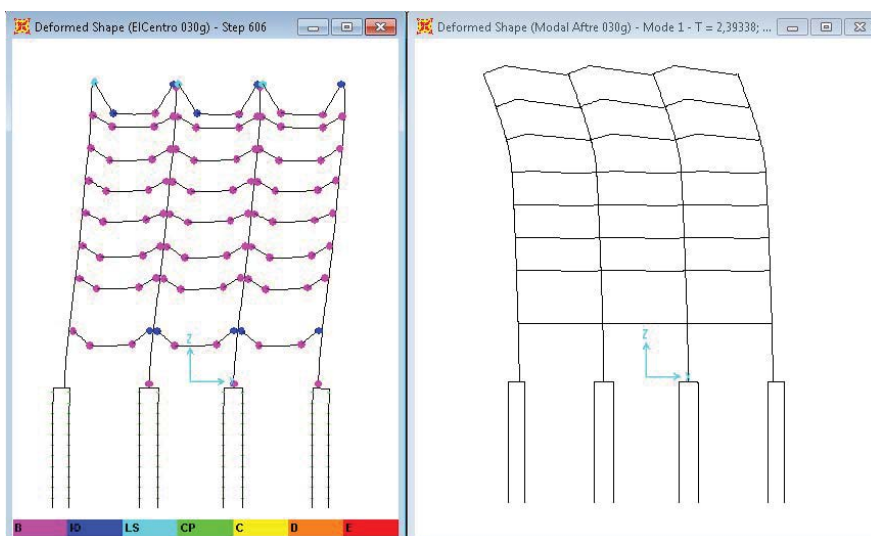 Deformed Shape (ElCentro 030g) - Step 606
Z
B IO LS CP C D E
Deformed Shape (Modal Aftre 030g) - Mode 1 - T = 2,39338; ...
Z